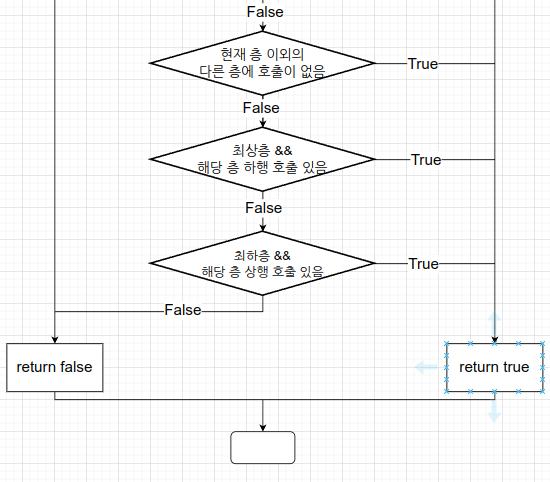 False
현재 층 이외의
다른 층에 호출이 없음
True
False
최상층 &&
해당 층 하행 호출 있음
True
False
최하층 &&
해당 층 상행 호출 있음
True
False
return false
return true